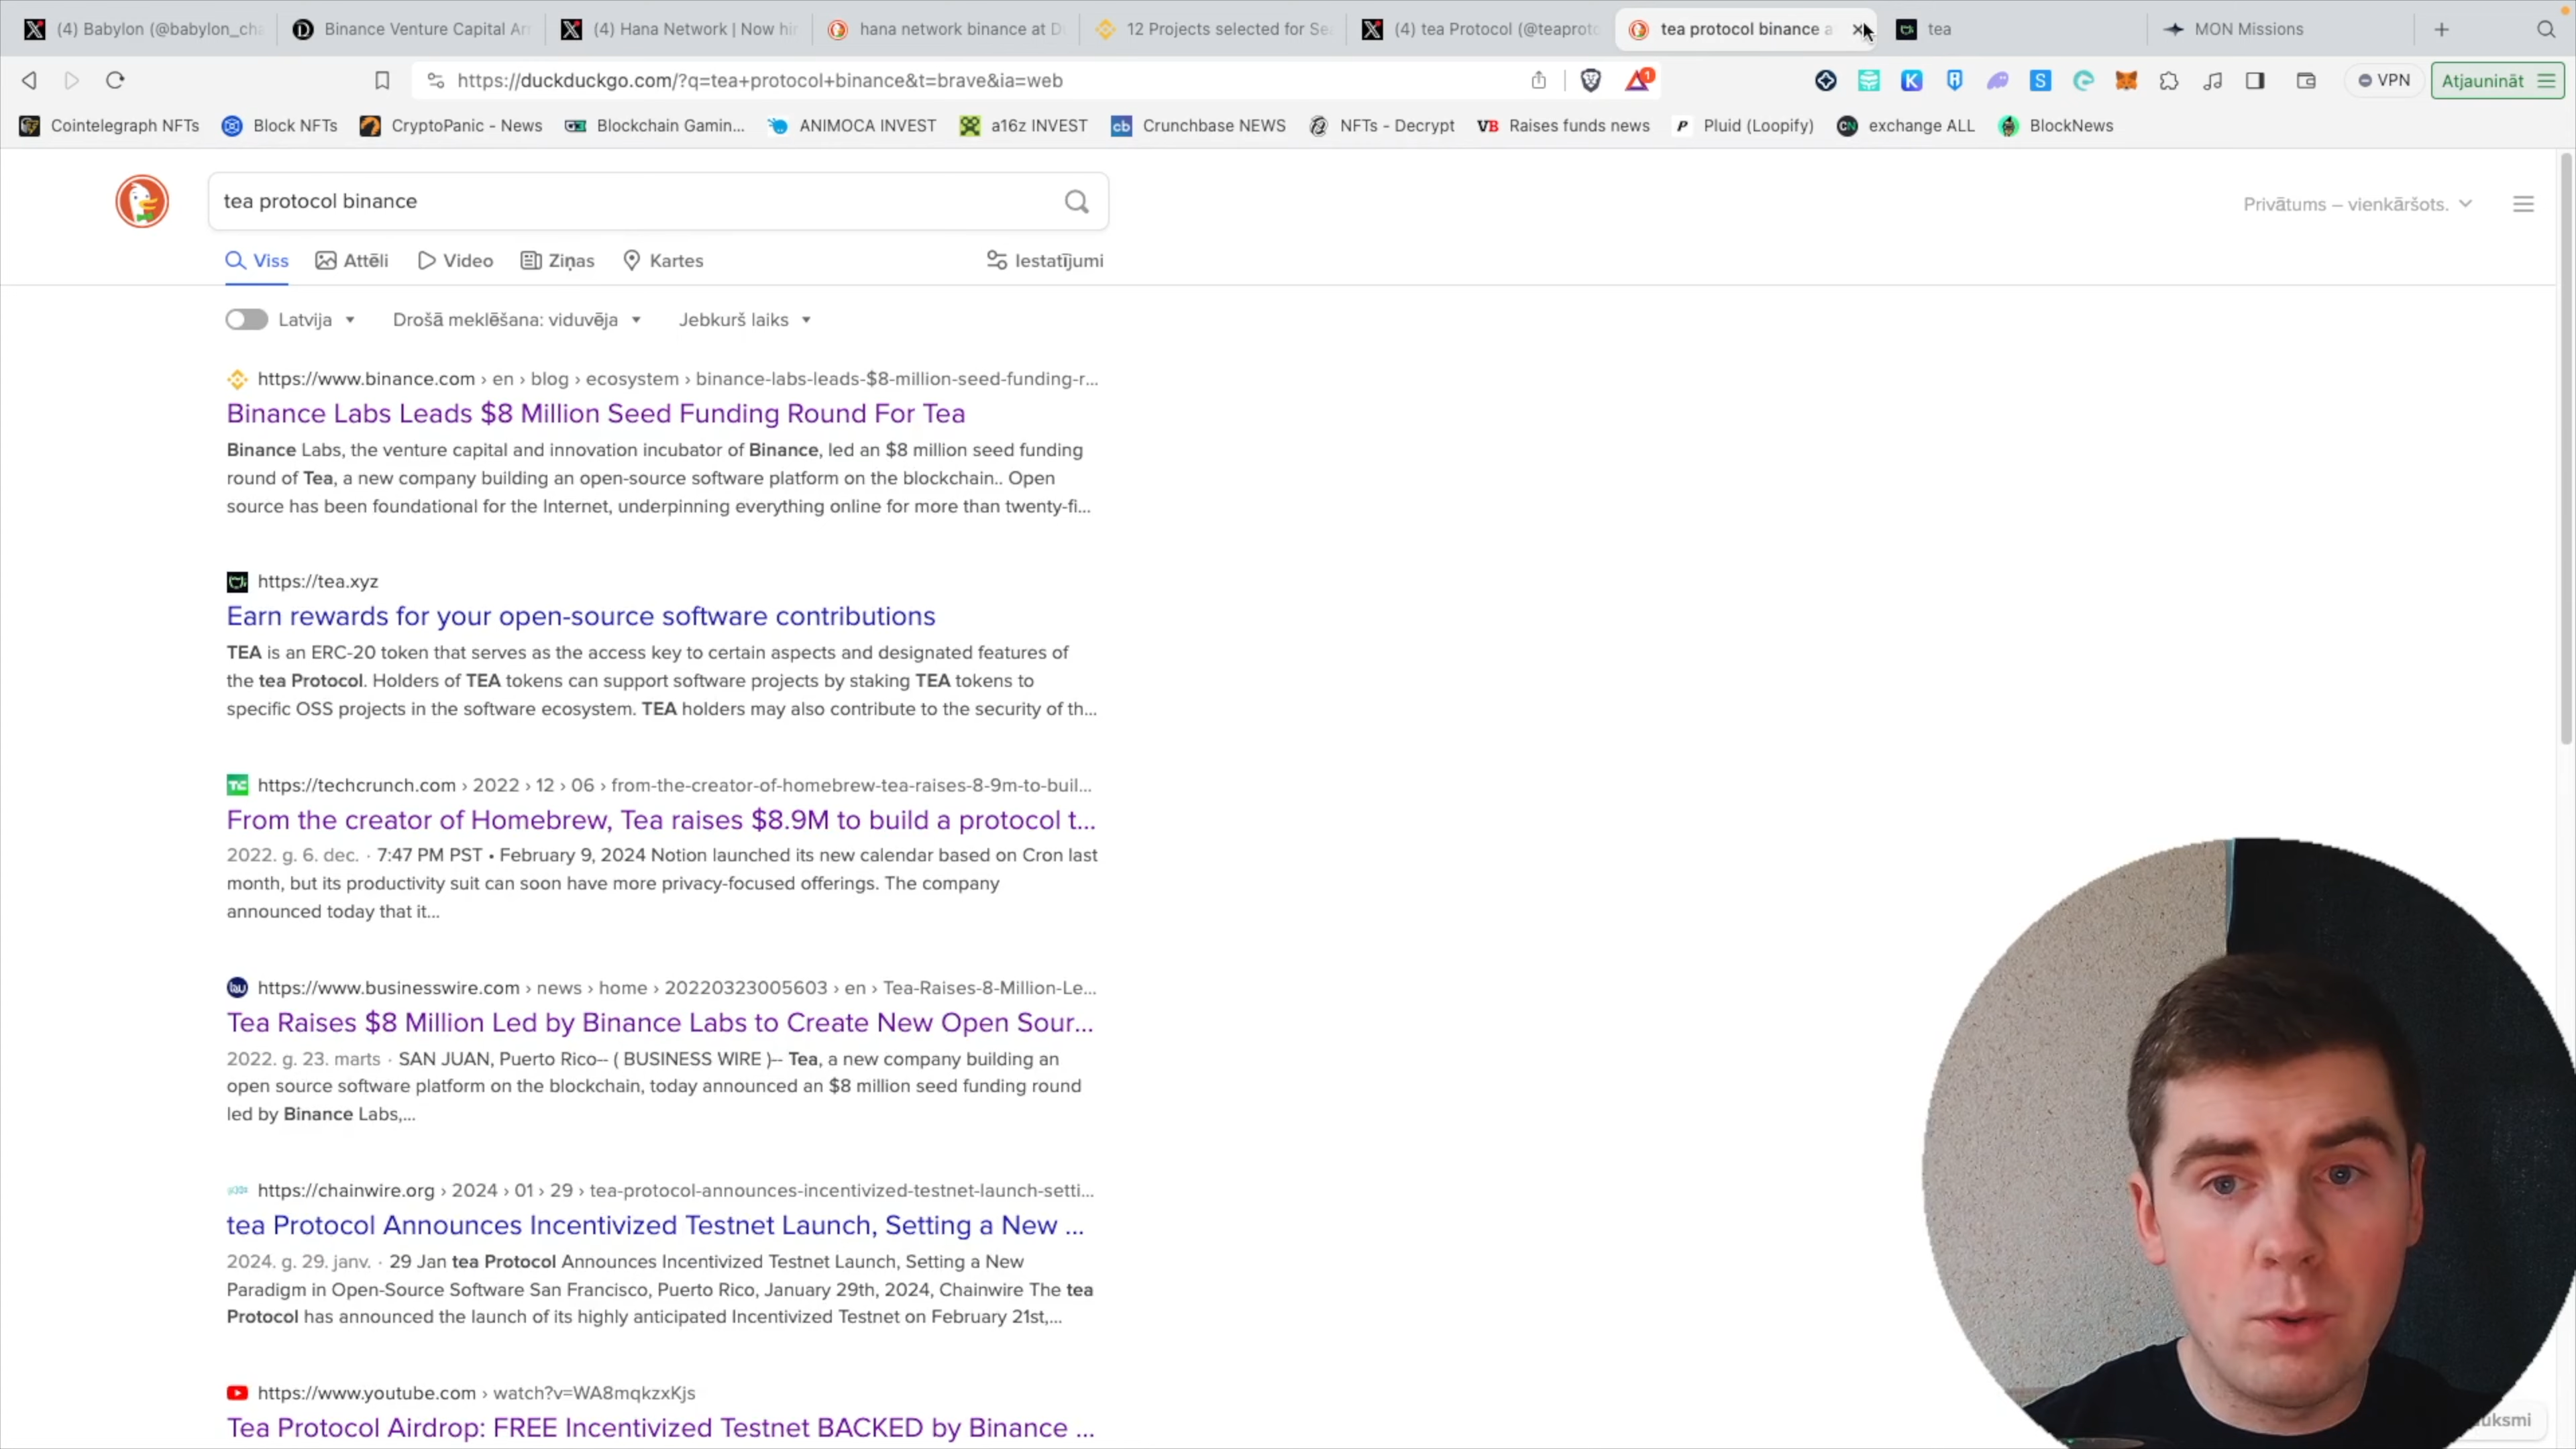 (4) Babylon (@babylon_cha
Binance Venture Capital Arm
(4) Hana Network | Now hir
hana network binance at D
12 Projects selected for Sea
(4) tea Protocol (@teaproto
tea protocol binance a
tea
MON Missions
https://duckduckgo.com/?q=tea+protocol+binance&t=brave&ia=web
1
VPN
Atjaunināt
Cointelegraph NFTs
Block NFTs
CryptoPanic - News
Blockchain Gamin...
ANIMOCA INVEST
a16z INVEST
cb Crunchbase NEWS
NFTs - Decrypt
VB Raises funds news
P Pluid (Loopify)
CN exchange ALL
BlockNews
tea protocol binance
Privātums – vienkāršots.
Viss
Attēli
Video
Ziņas
Kartes
Iestatījumi
Latvija
Drošā meklēšana: viduvēja
Jebkurš laiks
https://www.binance.com › en › blog › ecosystem › binance-labs-leads-$8-million-seed-funding-r...
Binance Labs Leads $8 Million Seed Funding Round For Tea
Binance Labs, the venture capital and innovation incubator of Binance, led an $8 million seed funding
round of Tea, a new company building an open-source software platform on the blockchain.. Open
source has been foundational for the Internet, underpinning everything online for more than twenty-fi...
https://tea.xyz
Earn rewards for your open-source software contributions
TEA is an ERC-20 token that serves as the access key to certain aspects and designated features of
the tea Protocol. Holders of TEA tokens can support software projects by staking TEA tokens to
specific OSS projects in the software ecosystem. TEA holders may also contribute to the security of th...
https://techcrunch.com › 2022 › 12 › 06 › from-the-creator-of-homebrew-tea-raises-8-9m-to-buil...
From the creator of Homebrew, Tea raises $8.9M to build a protocol t...
2022. g. 6. dec. · 7:47 PM PST • February 9, 2024 Notion launched its new calendar based on Cron last
month, but its productivity suit can soon have more privacy-focused offerings. The company
announced today that it...
https://www.businesswire.com › news › home › 20220323005603 › en › Tea-Raises-8-Million-Le...
Tea Raises $8 Million Led by Binance Labs to Create New Open Sour...
2022. g. 23. marts · SAN JUAN, Puerto Rico-- ( BUSINESS WIRE )-- Tea, a new company building an
open source software platform on the blockchain, today announced an $8 million seed funding round
led by Binance Labs,...
https://chainwire.org › 2024 › 01 › 29 › tea-protocol-announces-incentivized-testnet-launch-setti...
tea Protocol Announces Incentivized Testnet Launch, Setting a New ...
2024. g. 29. janv. · 29 Jan tea Protocol Announces Incentivized Testnet Launch, Setting a New
Paradigm in Open-Source Software San Francisco, Puerto Rico, January 29th, 2024, Chainwire The tea
Protocol has announced the launch of its highly anticipated Incentivized Testnet on February 21st,...
https://www.youtube.com › watch?v=WA8mqkzxKjs
Tea Protocol Airdrop: FREE Incentivized Testnet BACKED by Binance ...